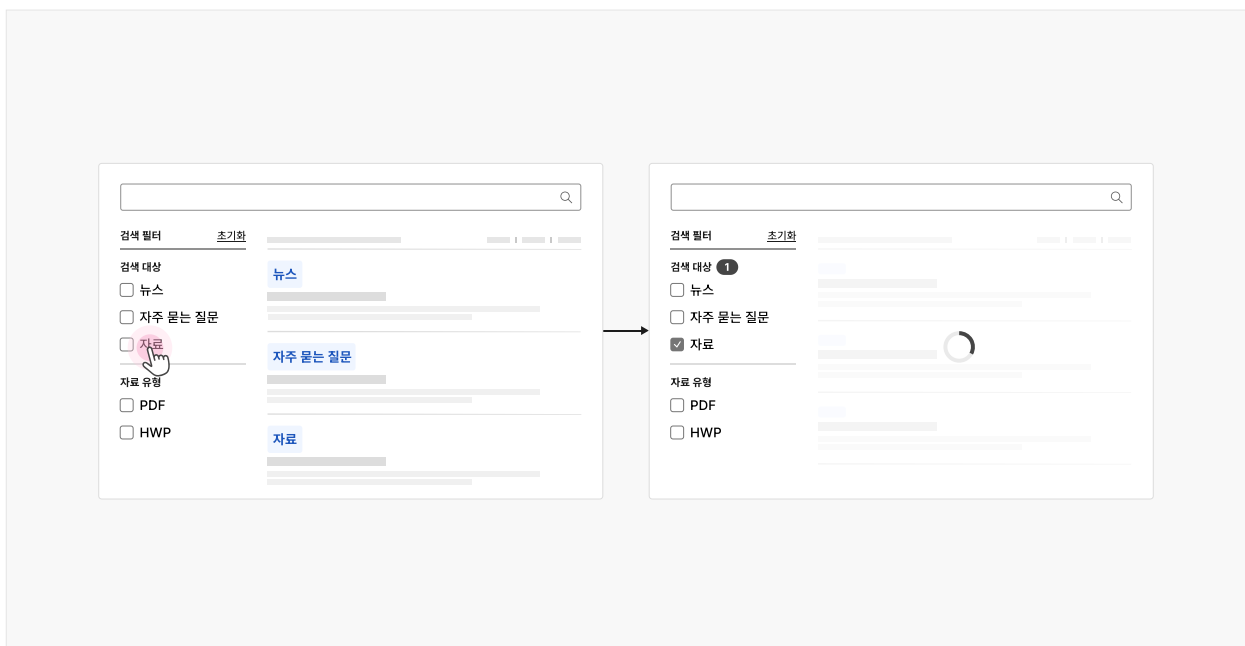 검색 필터 초기화
검색 대상
뉴스
자주 묻는 질문
자료
자료 유형
PDF
HWP
뉴스
자주 묻는 질문
자료
검색 필터 초기화
검색 대상 1
뉴스
자주 묻는 질문
자료
자료 유형
PDF
HWP